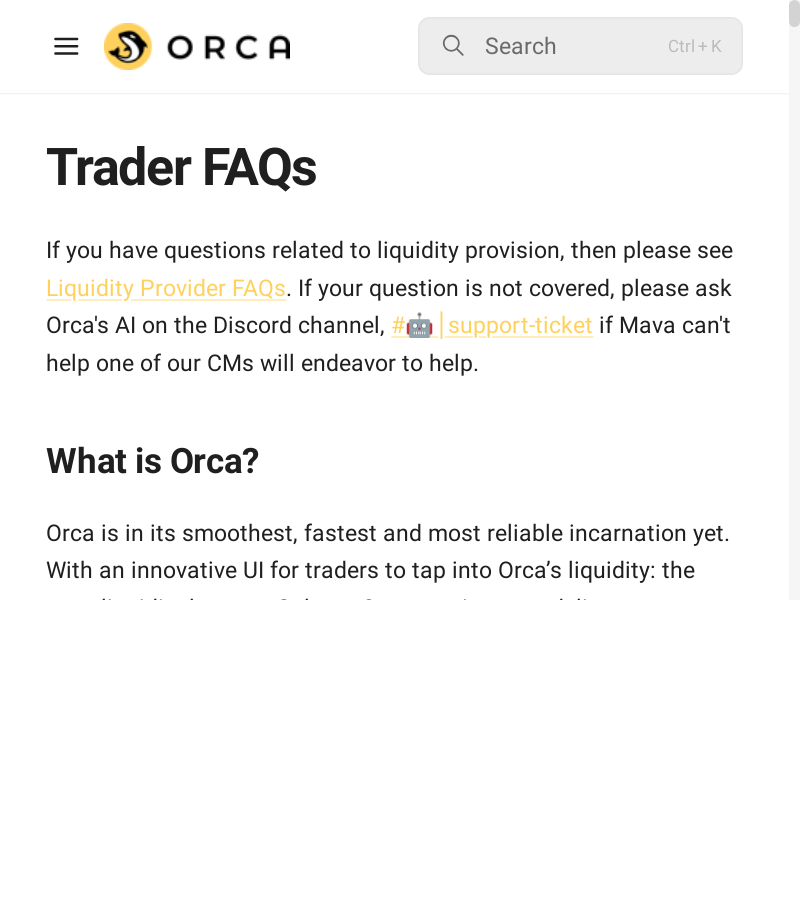 ORCA
Search
Ctrl + K
Trader FAQs
If you have questions related to liquidity provision, then please see
Liquidity Provider FAQs. If your question is not covered, please ask
Orca's AI on the Discord channel, #🤖│support-ticket if Mava can't
help one of our CMs will endeavor to help.
What is Orca?
Orca is in its smoothest, fastest and most reliable incarnation yet.
With an innovative UI for traders to tap into Orca’s liquidity: the